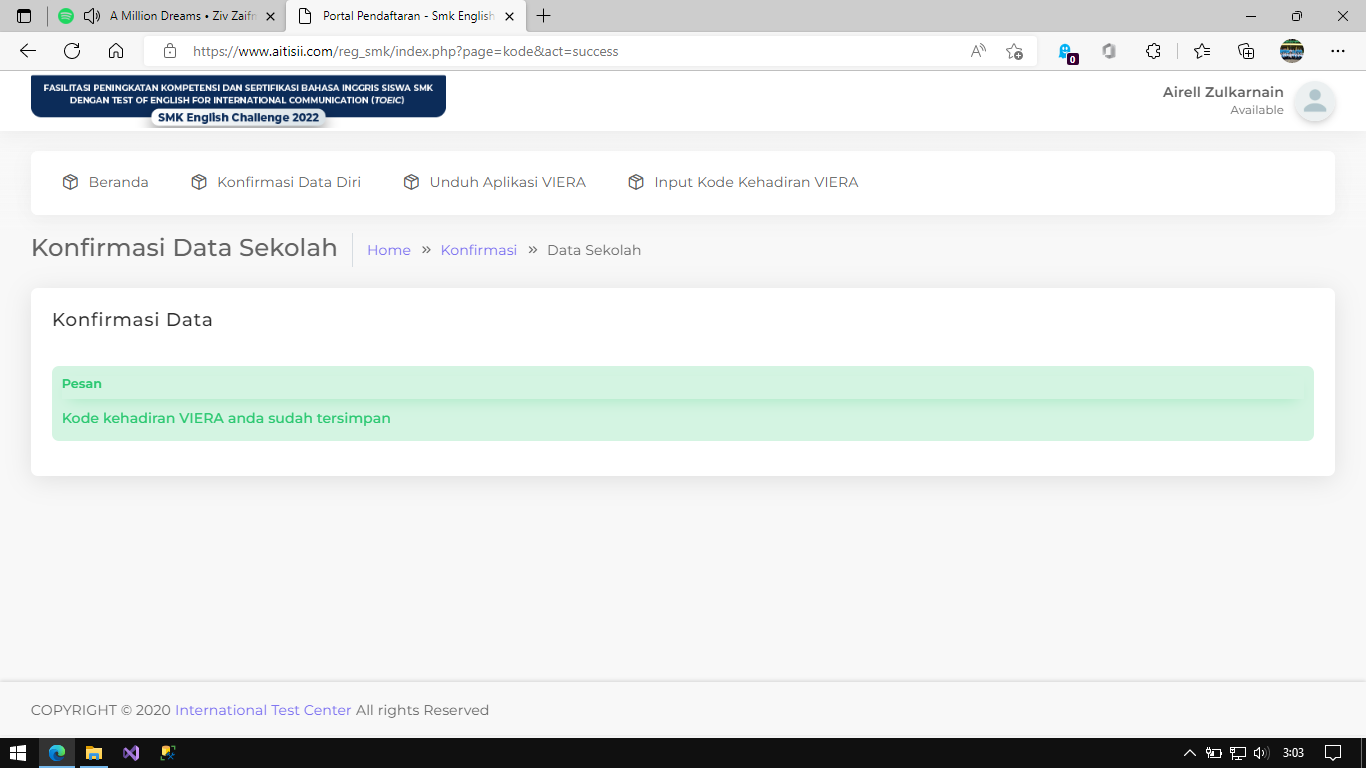 A Million Dreams • Ziv Zaifm
Portal Pendaftaran - Smk English
https://www.aitisii.com/reg_smk/index.php?page=kode&act=success
0
FASILITASI PENINGKATAN KOMPETENSI DAN SERTIFIKASI BAHASA INGGRIS SISWA SMK
DENGAN TEST OF ENGLISH FOR INTERNATIONAL COMMUNICATION (TOEIC)
SMK English Challenge 2022
Airell Zulkarnain
Available
Beranda Konfirmasi Data Diri Unduh Aplikasi VIERA Input Kode Kehadiran VIERA
Konfirmasi Data Sekolah Home » Konfirmasi » Data Sekolah
Konfirmasi Data
Pesan
Kode kehadiran VIERA anda sudah tersimpan
COPYRIGHT © 2020 International Test Center All rights Reserved
3:03